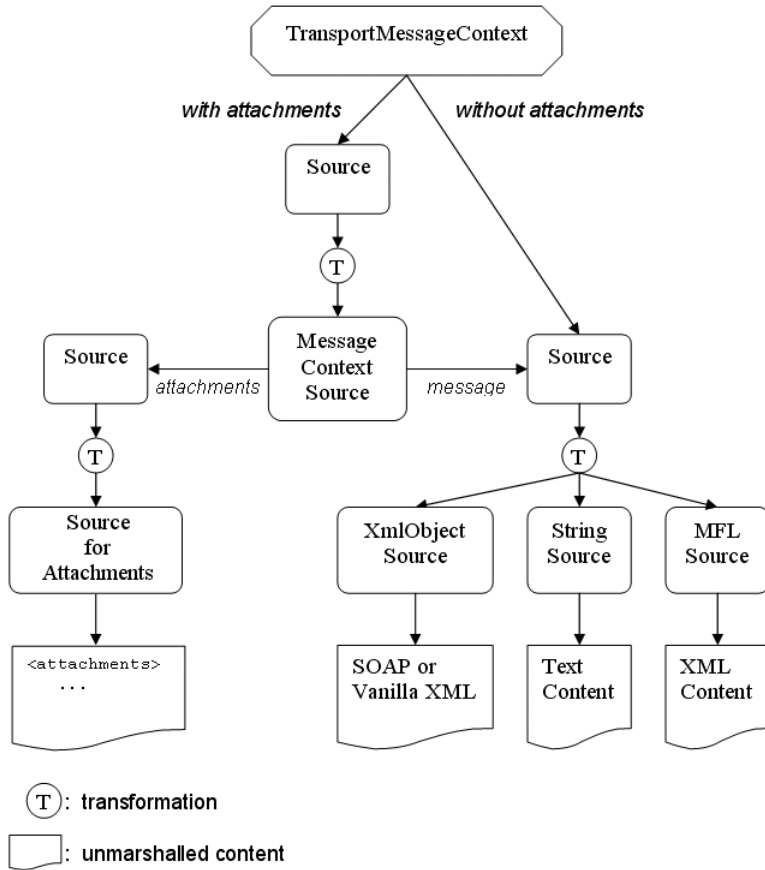 TransportMessageContext
with attachments
without attachments
Source
T
Message
Context
Source
Source
attachments
message
Source
T
T
Source
for
Attachments
XmlObject
Source
String
Source
MFL
Source
<attachments>
...
SOAP or
Vanilla XML
Text
Content
XML
Content
T : transformation
: unmarshalled content